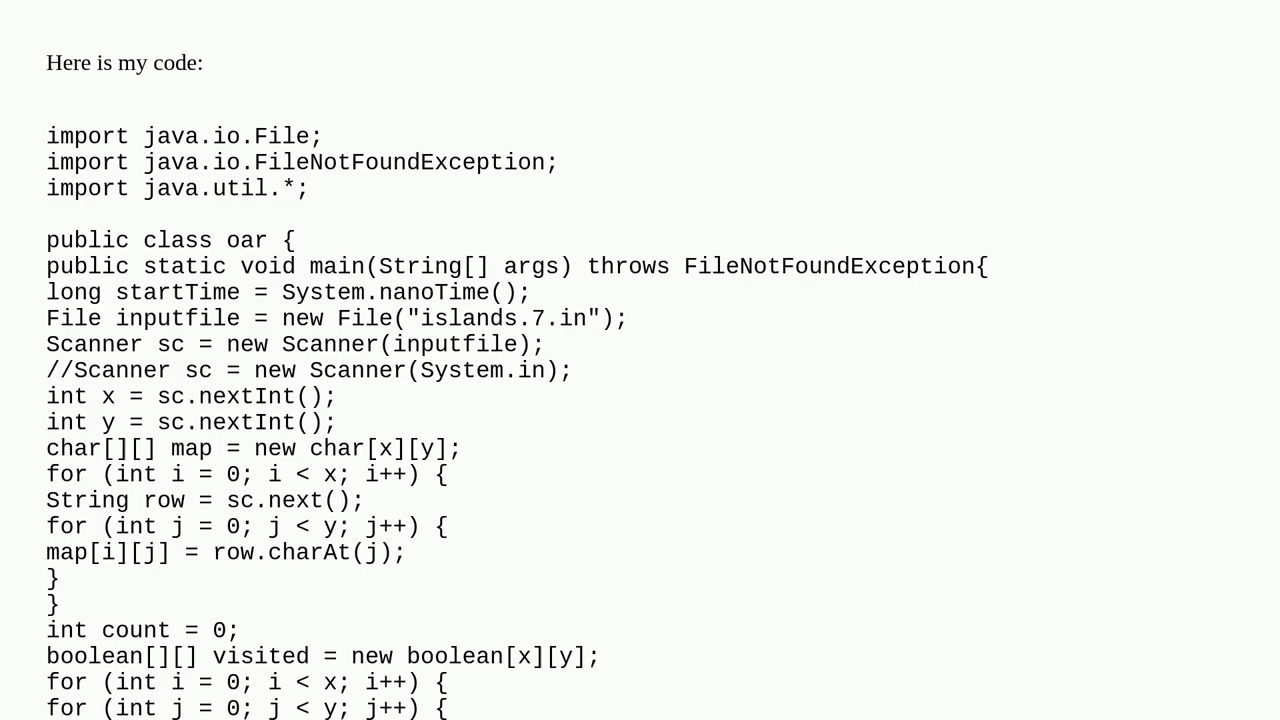 Here is my code:
import java.io.File;
import java.io.FileNotFoundException;
import java.util.*;
public class oar {
public static void main(String[] args) throws FileNotFoundException{
long startTime = System.nanoTime();
File inputfile = new File("islands.7.in");
Scanner sc = new Scanner(inputfile);
//Scanner sc = new Scanner(System.in);
int x = sc.nextInt();
int y = sc.nextInt();
char[][] map = new char[x][y];
for (int i = 0; i < x; i++) {
String row = sc.next();
for (int j = 0; j < y; j++) {
map[i][j] = row.charAt(j);
}
}
int count = 0;
boolean[][] visited = new boolean[x][y];
for (int i = 0; i < x; i++) {
for (int j = 0; j < y; j++) {